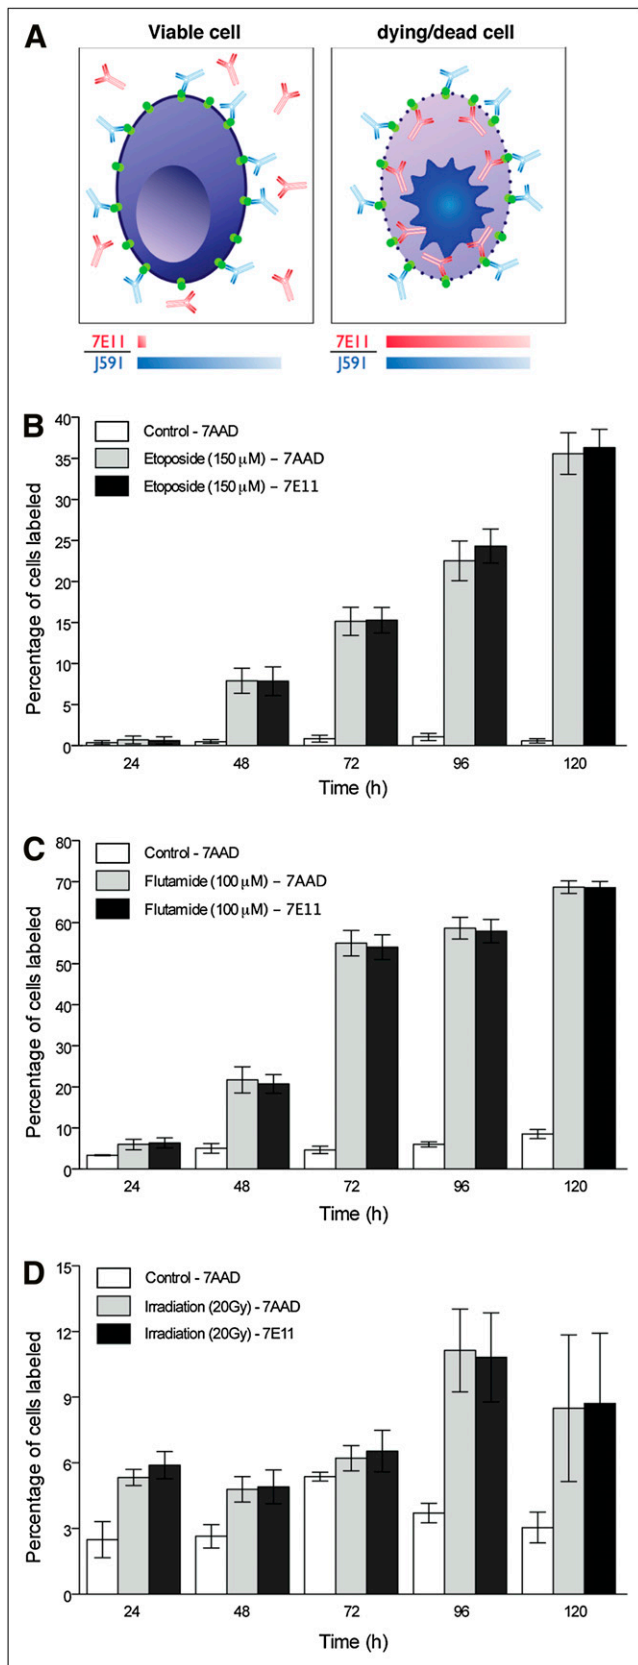 A
Viable cell
dying/dead cell
7E11
J591
7E11
J591
B
Control - 7AAD
Etoposide (150 µM) – 7AAD
Etoposide (150 µM) – 7E11
Percentage of cells labeled
40
35
30
25
20
15
10
5
0
24 48 72 96 120
Time (h)
C
Control - 7AAD
Flutamide (100 µM) – 7AAD
Flutamide (100 µM) – 7E11
Percentage of cells labeled
80
70
60
50
40
30
20
10
0
24 48 72 96 120
Time (h)
D
Control - 7AAD
Irradiation (20Gy) - 7AAD
Irradiation (20Gy) - 7E11
Percentage of cells labeled
15
12
9
6
3
0
24 48 72 96 120
Time (h)